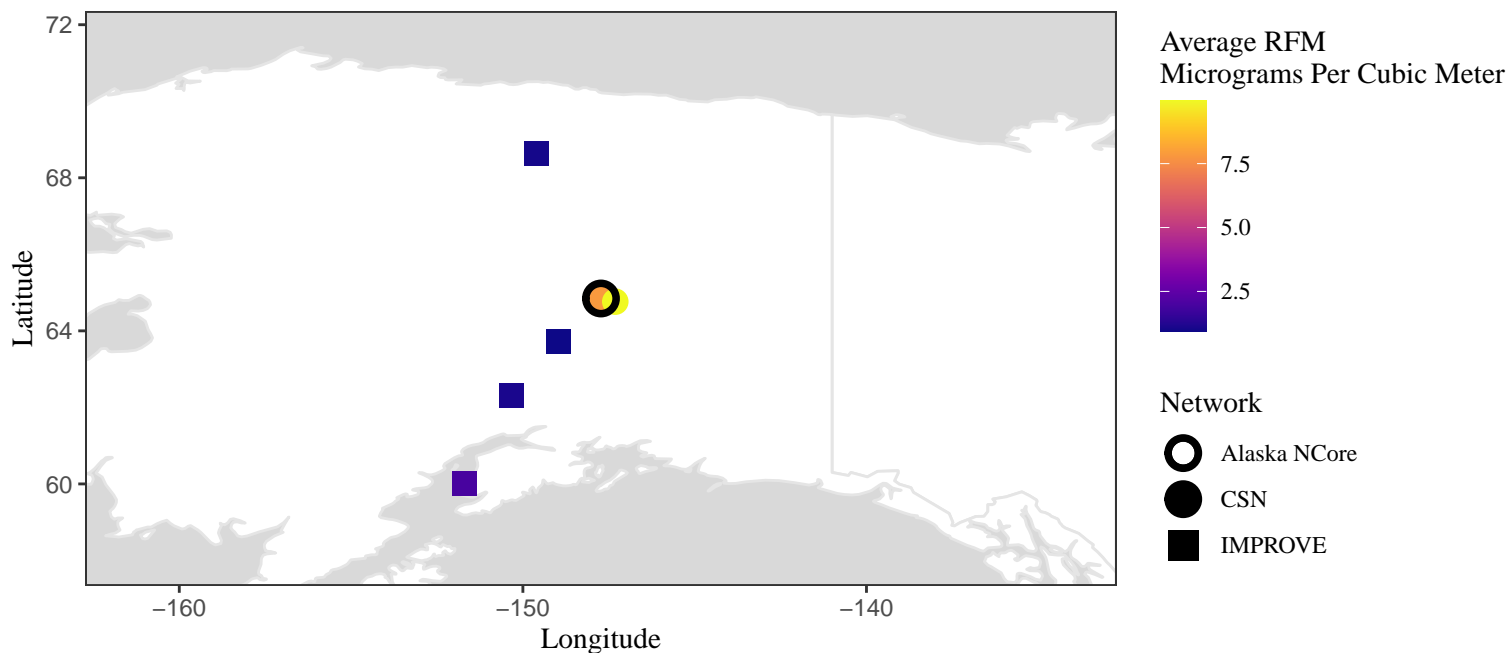 72
68
64
60
Latitude
−160
−150
−140
Longitude
Average RFM
Micrograms Per Cubic Meter
7.5
5.0
2.5
Network
Alaska NCore
CSN
IMPROVE